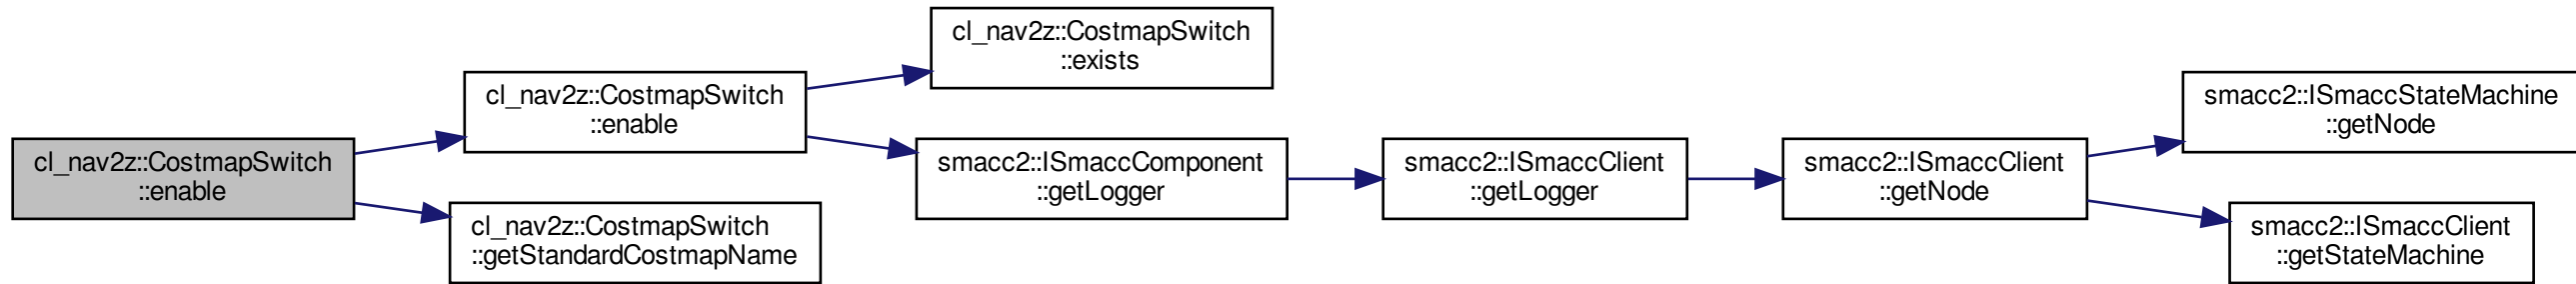 cl_nav2z::CostmapSwitch
::enable
cl_nav2z::CostmapSwitch
::enable
cl_nav2z::CostmapSwitch
::getStandardCostmapName
cl_nav2z::CostmapSwitch
::exists
smacc2::ISmaccComponent
::getLogger
smacc2::ISmaccClient
::getLogger
smacc2::ISmaccClient
::getNode
smacc2::ISmaccStateMachine
::getNode
smacc2::ISmaccClient
::getStateMachine